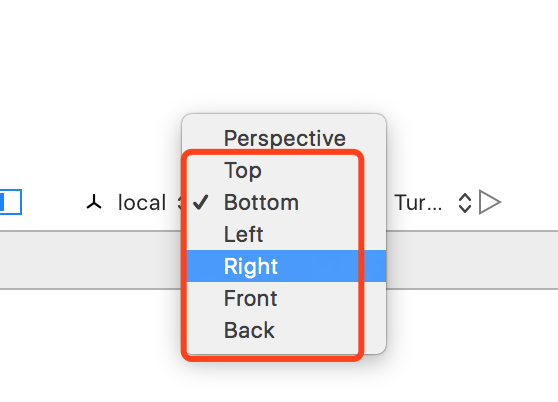 Perspective
Top
local
Bottom
Tur...
Left
Right
Front
Back